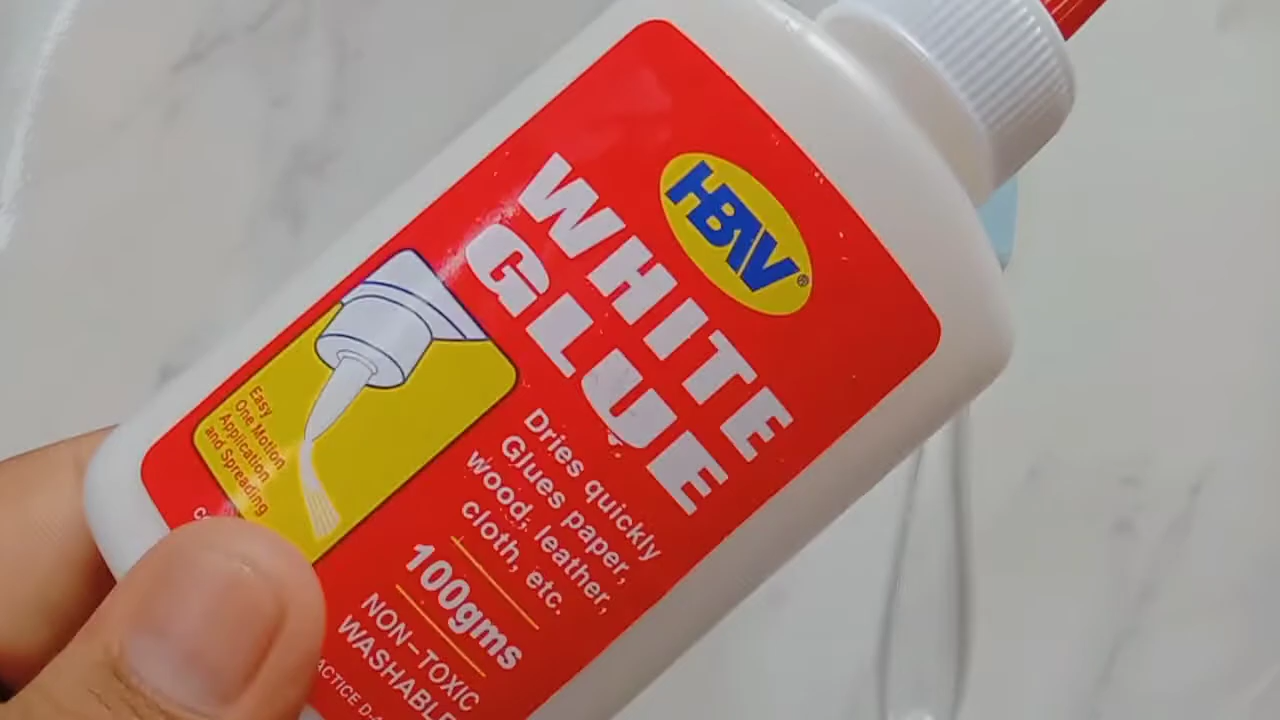 HBW®
WHITE
GLUE
Dries quickly
Glues paper,
wood, leather,
cloth, etc.
100gms
NON-TOXIC
WASHABLE
Easy
One Motion
Application
and Spreading